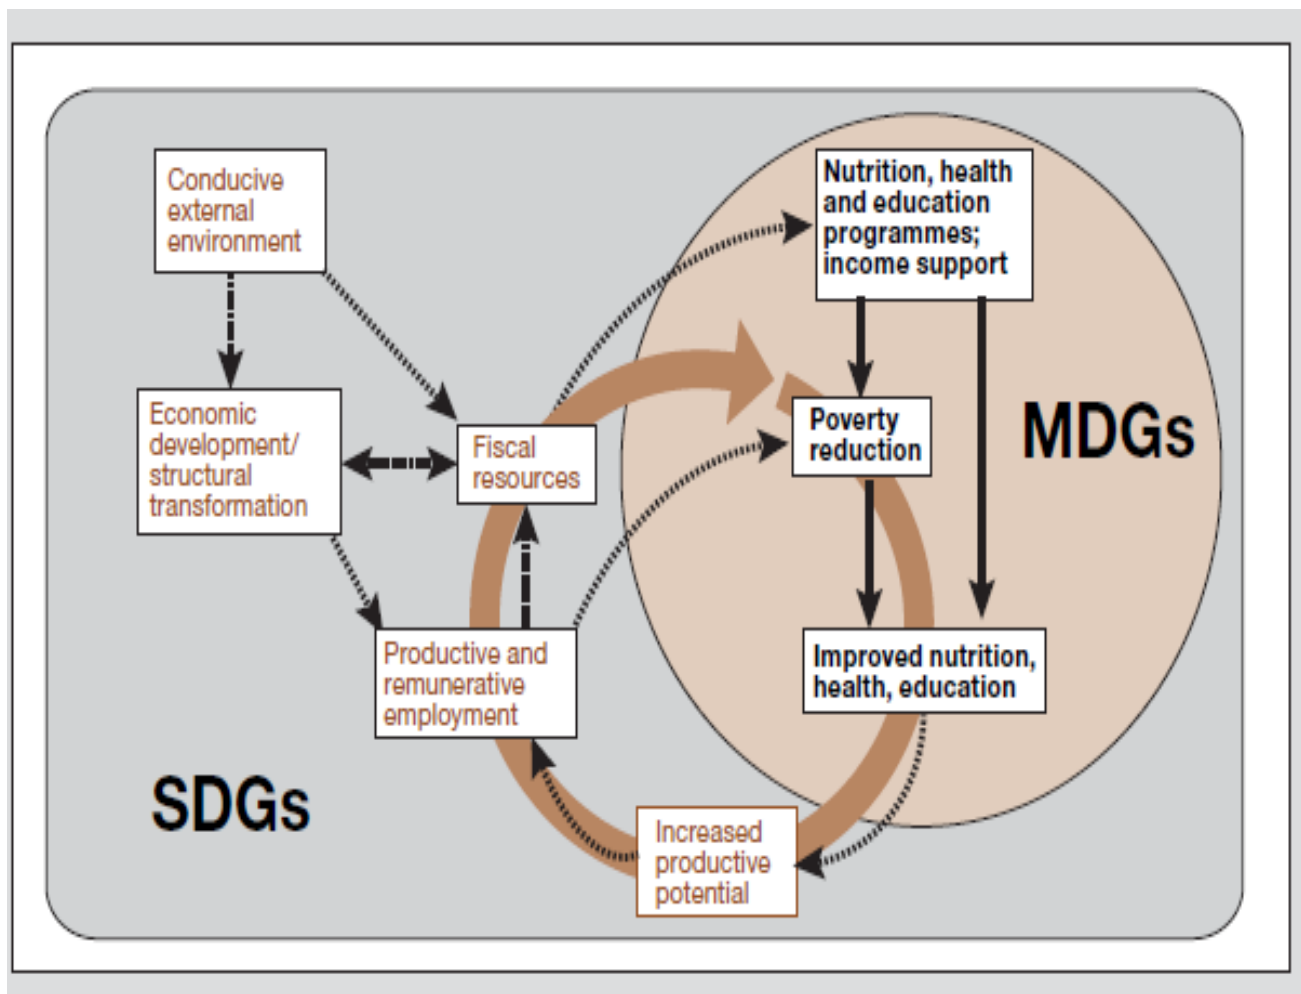 Conducive
external
environment
Nutrition, health
and education
programmes;
income support
Economic
development/
structural
transformation
Fiscal
resources
Poverty
reduction
MDGs
Productive and
remunerative
employment
Improved nutrition,
health, education
SDGs
Increased
productive
potential